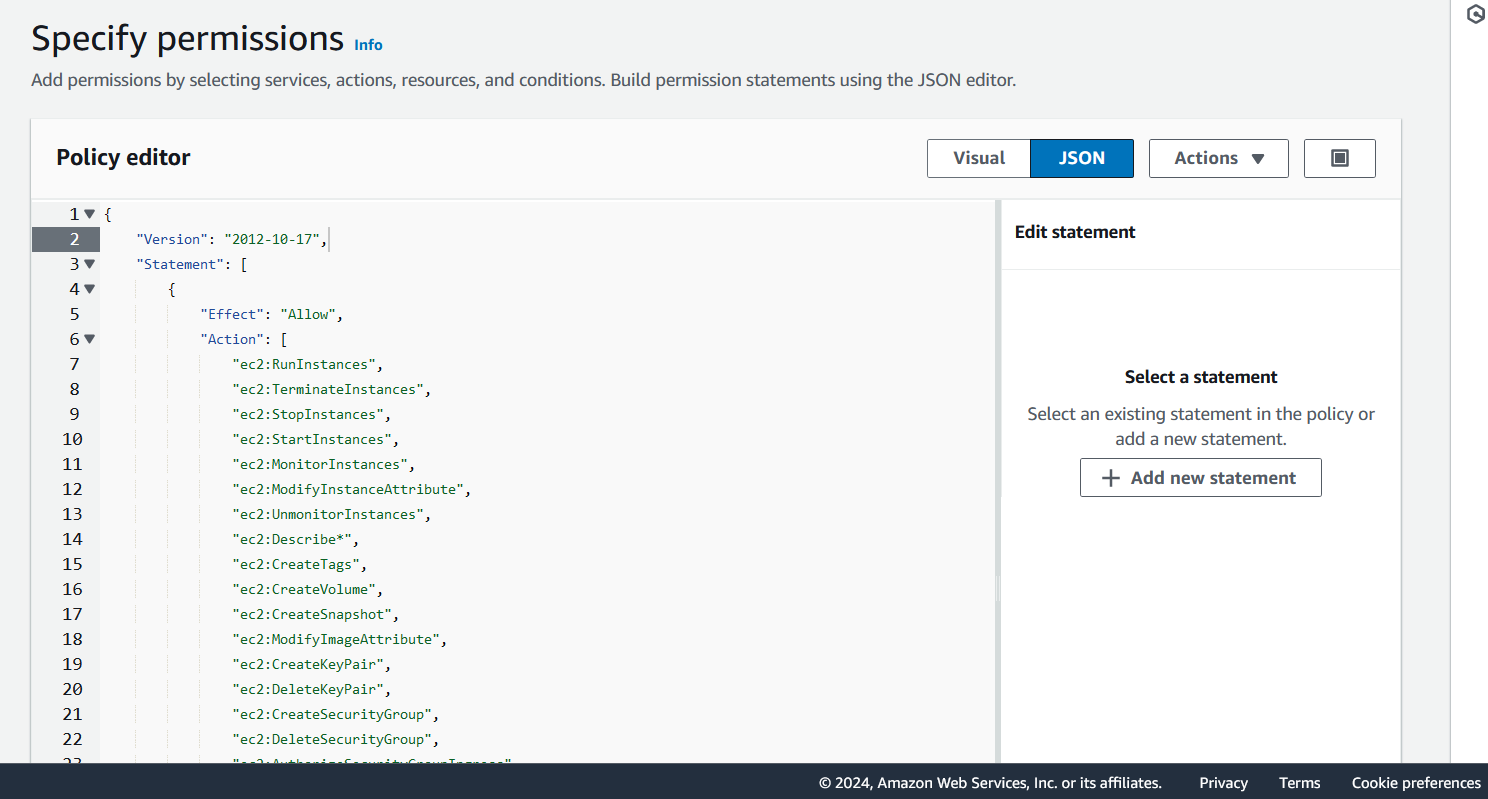 Specify permissions Info
Add permissions by selecting services, actions, resources, and conditions. Build permission statements using the JSON editor.
Policy editor
Visual
JSON
Actions
1 {
2 "Version": "2012-10-17",
3 "Statement": [
4 {
5 "Effect": "Allow",
6 "Action": [
7 "ec2:RunInstances",
8 "ec2:TerminateInstances",
9 "ec2:StopInstances",
10 "ec2:StartInstances",
11 "ec2:MonitorInstances",
12 "ec2:ModifyInstanceAttribute",
13 "ec2:UnmonitorInstances",
14 "ec2:Describe*",
15 "ec2:CreateTags",
16 "ec2:CreateVolume",
17 "ec2:CreateSnapshot",
18 "ec2:ModifyImageAttribute",
19 "ec2:CreateKeyPair",
20 "ec2:DeleteKeyPair",
21 "ec2:CreateSecurityGroup",
22 "ec2:DeleteSecurityGroup",
23 "ec2:AuthorizeSecurityGroupIngress"
Edit statement
Select a statement
Select an existing statement in the policy or
add a new statement.
Add new statement
© 2024, Amazon Web Services, Inc. or its affiliates.
Privacy
Terms
Cookie preferences